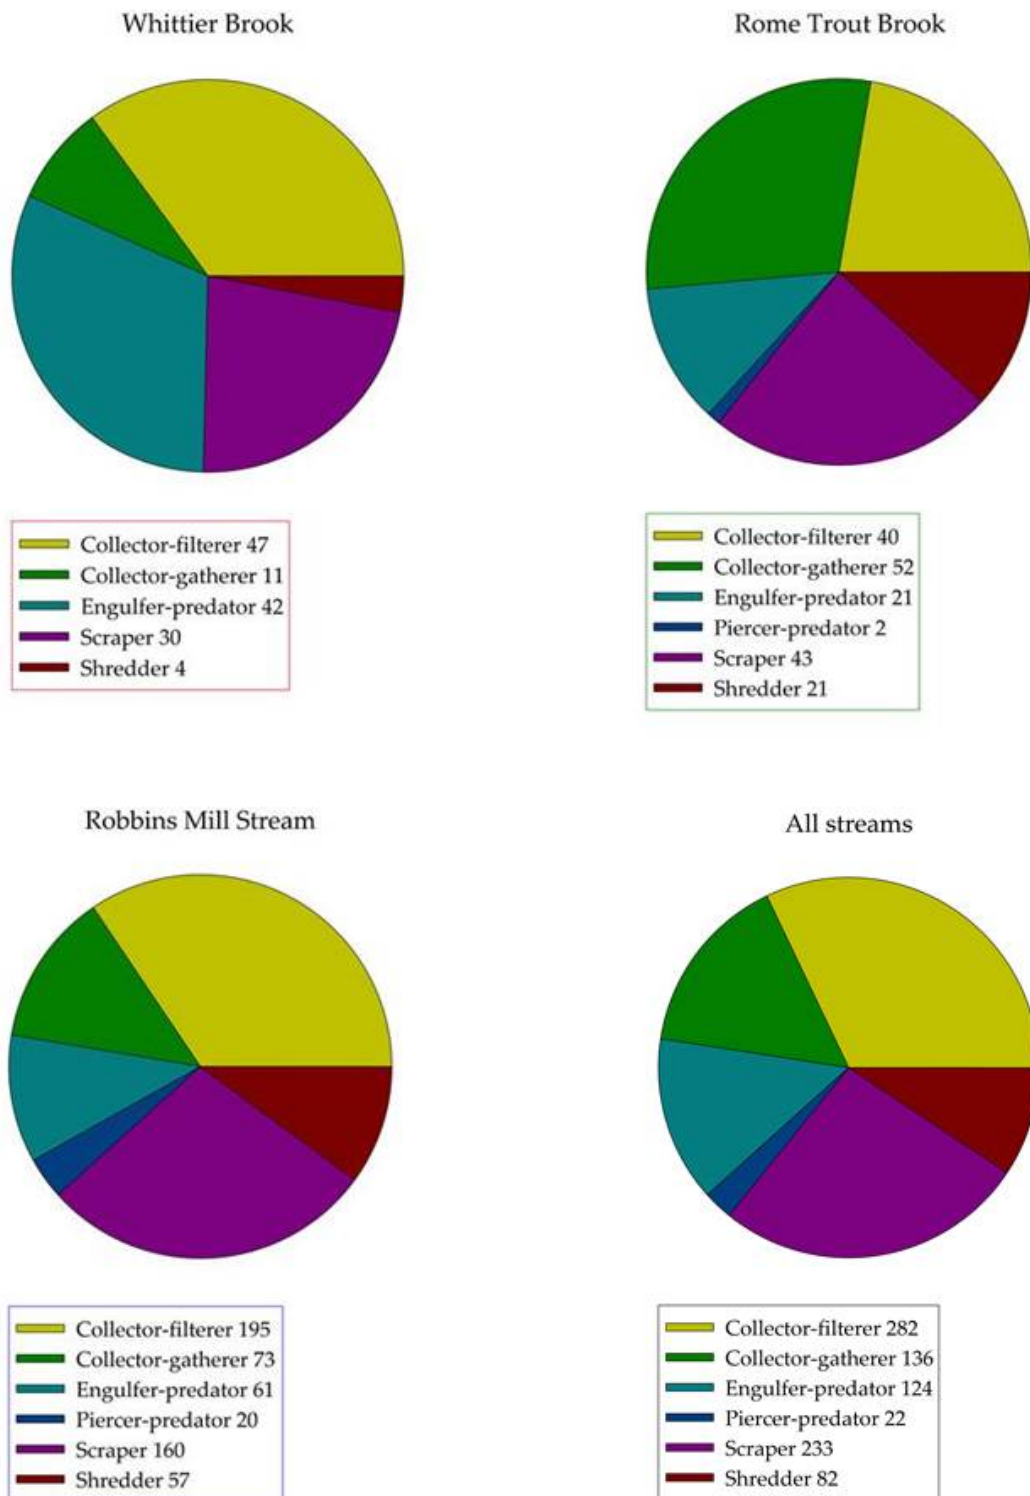 Whittier Brook
Collector-filterer 47
Collector-gatherer 11
Engulfer-predator 42
Scraper 30
Shredder 4
Rome Trout Brook
Collector-filterer 40
Collector-gatherer 52
Engulfer-predator 21
Piercer-predator 2
Scraper 43
Shredder 21
Robbins Mill Stream
Collector-filterer 195
Collector-gatherer 73
Engulfer-predator 61
Piercer-predator 20
Scraper 160
Shredder 57
All streams
Collector-filterer 282
Collector-gatherer 136
Engulfer-predator 124
Piercer-predator 22
Scraper 233
Shredder 82